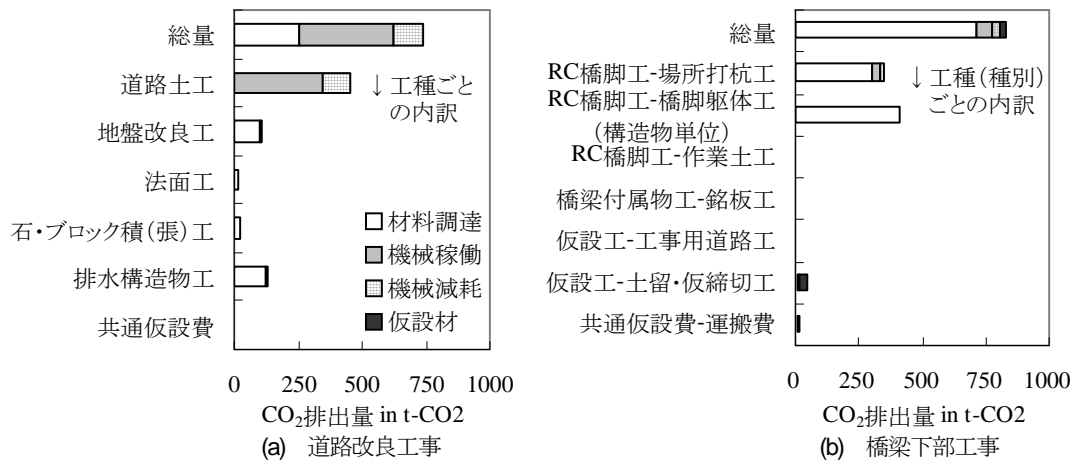 総量
道路土工
地盤改良工
法面工
石・ブロック積(張)工
排水構造物工
共通仮設費
↓工種ごと
の内訳
材料調達
機械稼働
機械減耗
仮設材
0 250 500 750 1000
CO₂排出量 in t-CO2
(a) 道路改良工事
総量
RC橋脚工-場所打杭工
RC橋脚工-橋脚躯体工
(構造物単位)
RC橋脚工-作業土工
橋梁付属物工-銘板工
仮設工-工事用道路工
仮設工-土留・仮締切工
共通仮設費-運搬費
↓工種(種別)
ごとの内訳
0 250 500 750 1000
CO₂排出量 in t-CO2
(b) 橋梁下部工事